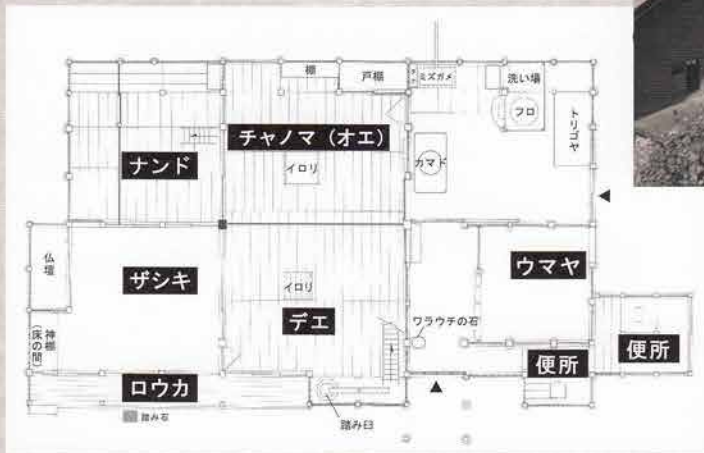 棚
戸棚
ミズガメ
洗い場
フロ
トリゴヤ
チャノマ（オエ）
ナンド
イロリ
カマド
仏壇
ザシキ
イロリ
デエ
ウマヤ
ワラウチの石
神棚
（床の間）
便所
便所
ロウカ
踏み石
踏み臼